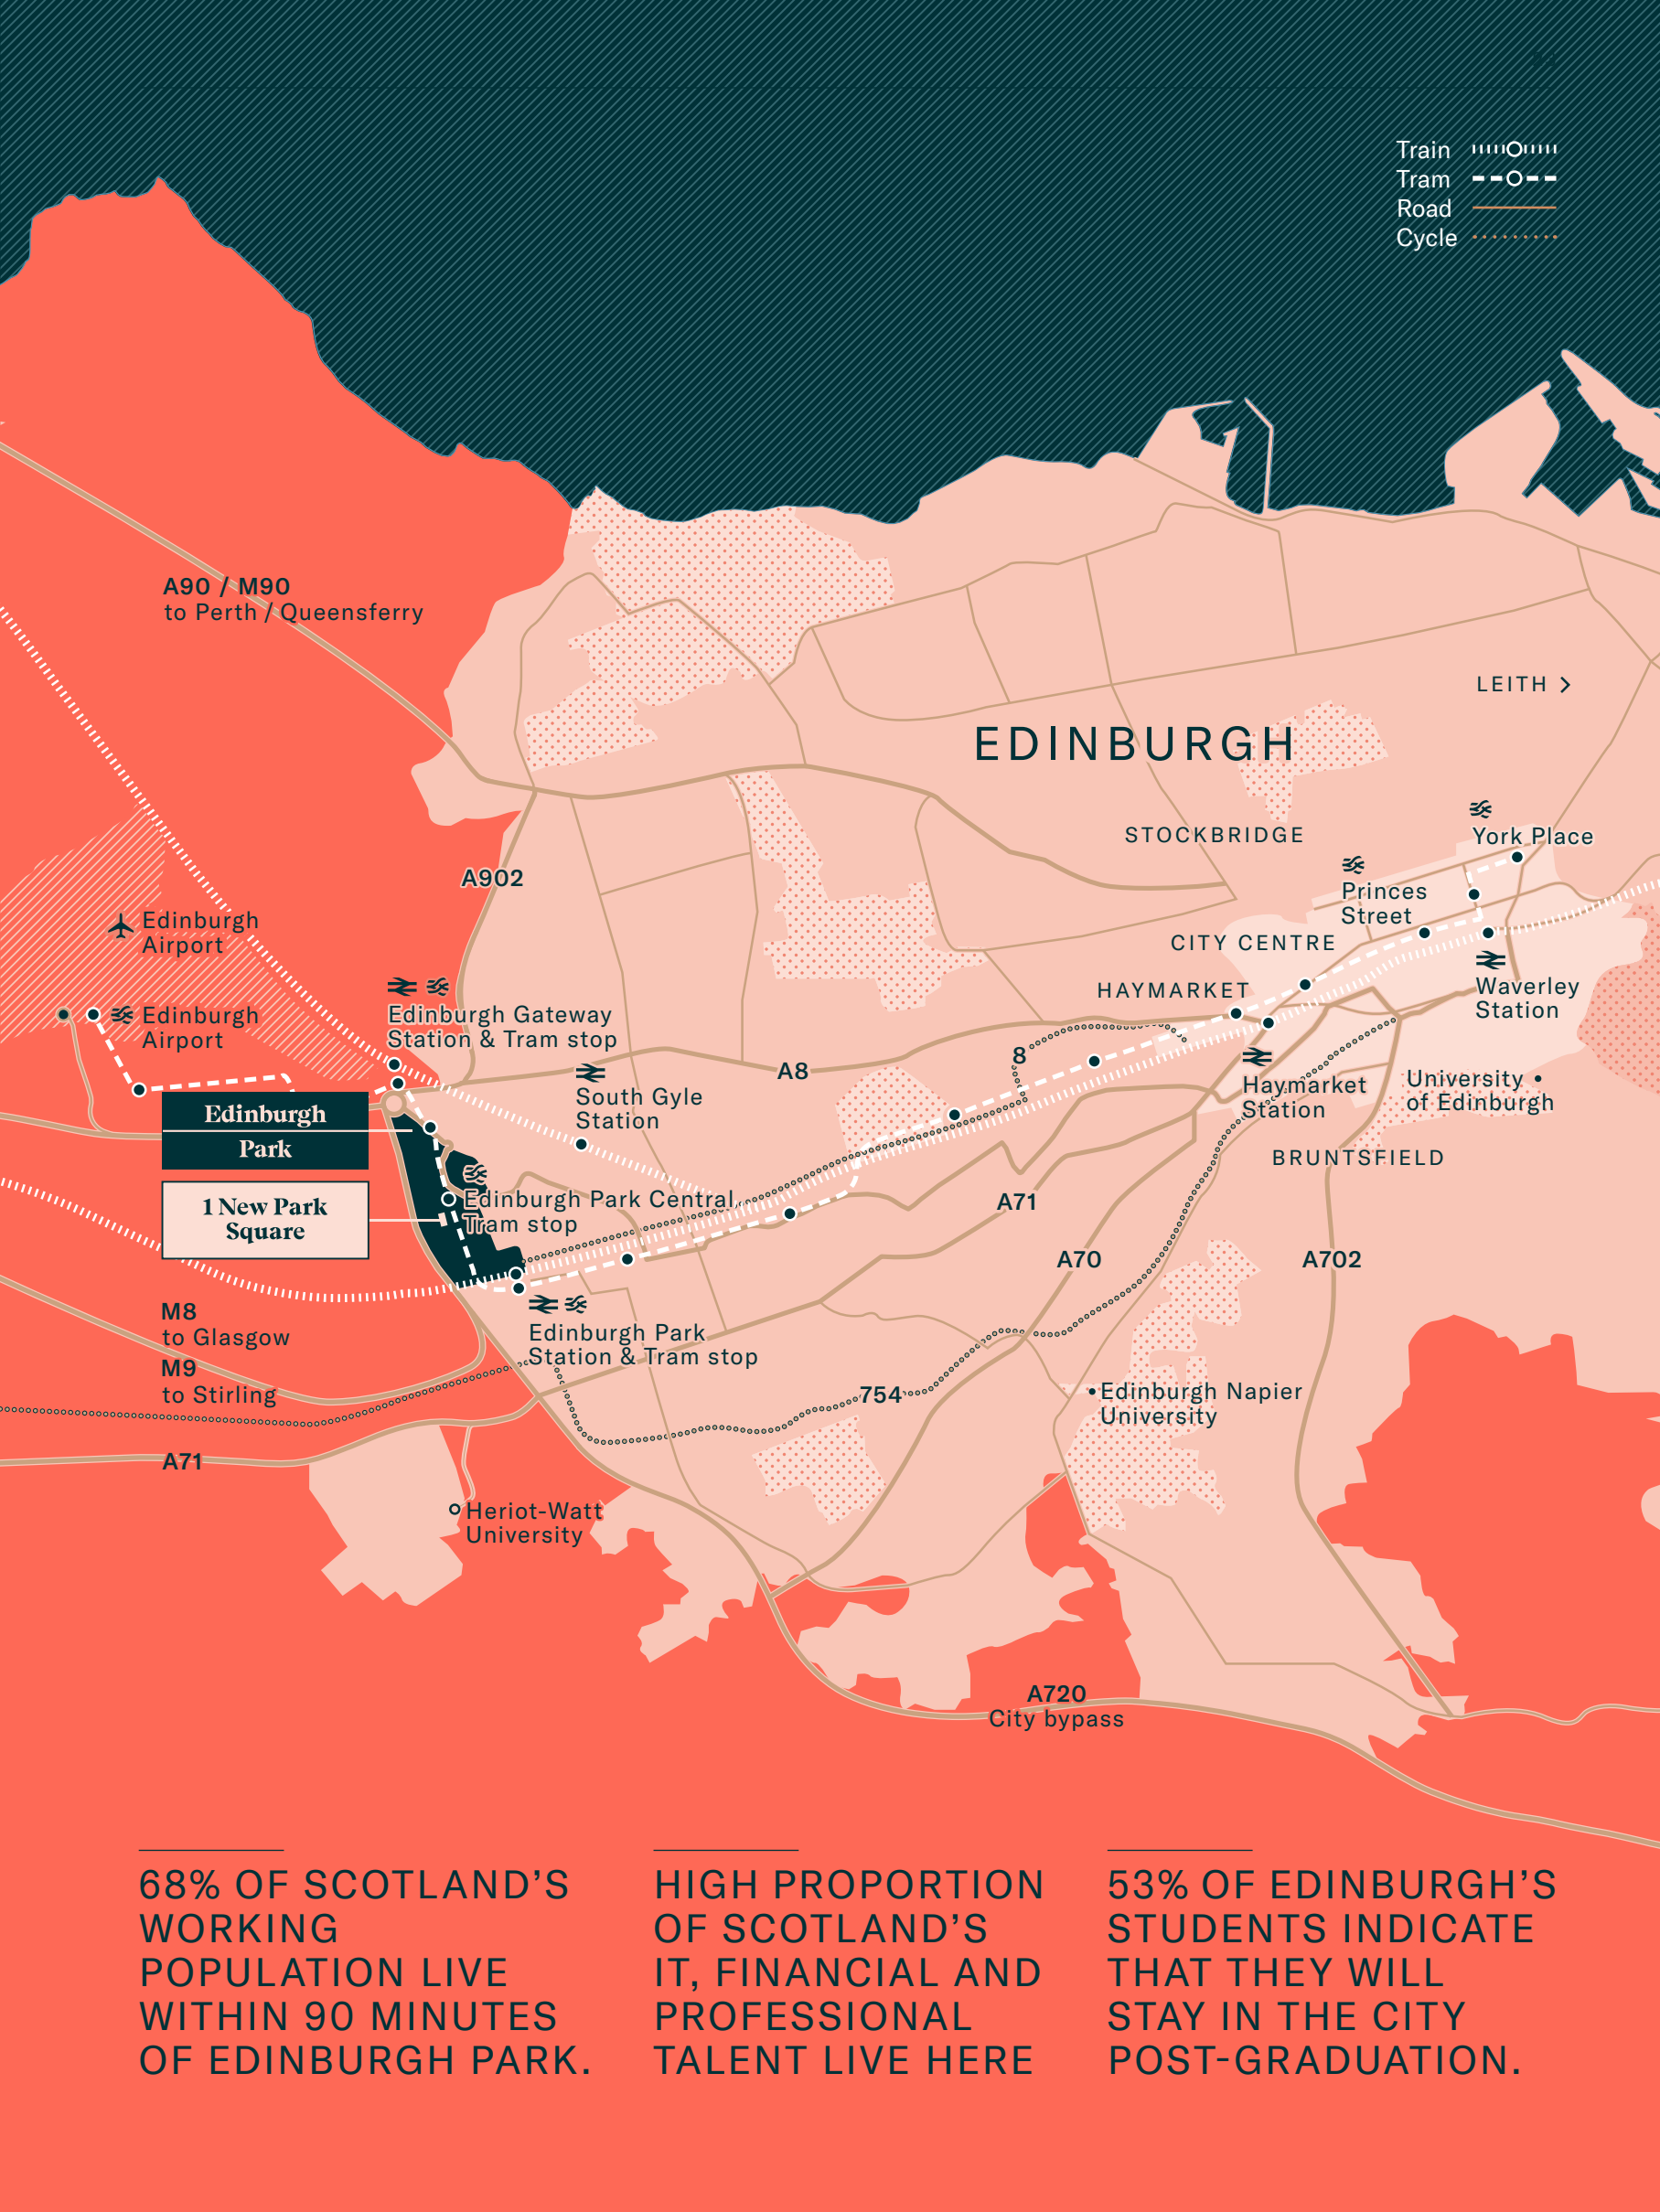 Train
Tram
Road
Cycle
A90 / M90
to Perth / Queensferry
LEITH
EDINBURGH
STOCKBRIDGE
York Place
A902
Princes
Street
Edinburgh
Airport
CITY CENTRE
HAYMARKET
Waverley
Station
Edinburgh
Airport
Edinburgh Gateway
Station & Tram stop
8
A8
South Gyle
Station
Haymarket
Station
University •
of Edinburgh
Edinburgh
Park
BRUNTSFIELD
Edinburgh Park Central
Tram stop
1 New Park
Square
A71
A70
A702
M8
to Glasgow
Edinburgh Park
Station & Tram stop
M9
to Stirling
754
•Edinburgh Napier
University
A71
Heriot-Watt
University
A720
City bypass
68% OF SCOTLAND’S
WORKING
POPULATION LIVE
WITHIN 90 MINUTES
OF EDINBURGH PARK.
HIGH PROPORTION
OF SCOTLAND’S
IT, FINANCIAL AND
PROFESSIONAL
TALENT LIVE HERE
53% OF EDINBURGH’S
STUDENTS INDICATE
THAT THEY WILL
STAY IN THE CITY
POST-GRADUATION.